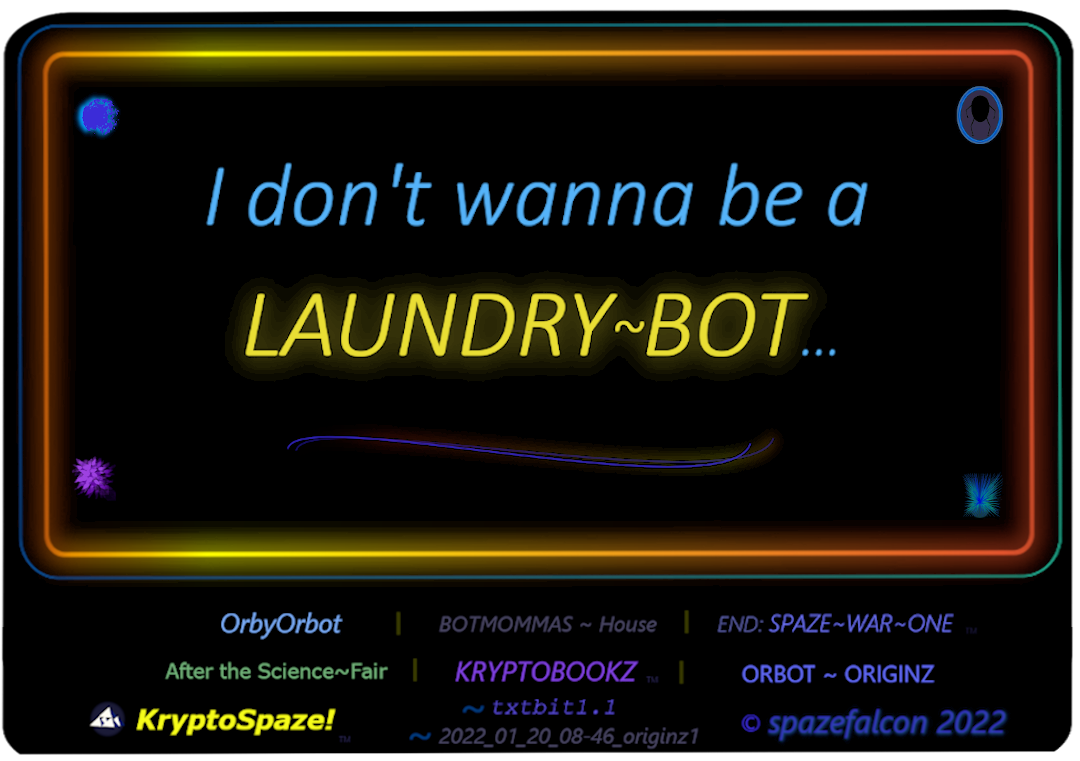 I don't wanna be a
LAUNDRY~BOT...
OrbyOrbot | BOTMOMMAS ~ House | END: SPAZE~WAR~ONE TM
After the Science~Fair | KRYPTOBOOKZ TM | ORBOT ~ ORIGINZ
KryptoSpaze! TM
~ txtbit1.1
~ 2022_01_20_08-46_originz1
© spazefalcon 2022